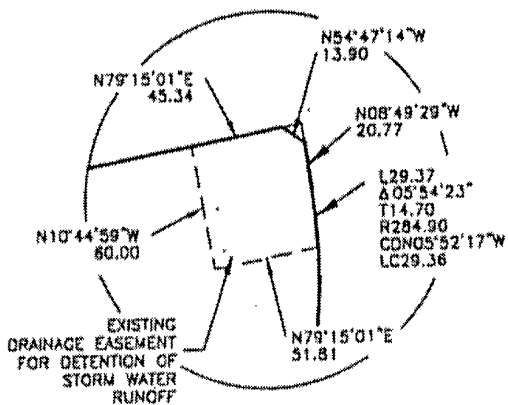 N54°47'14"W
13.90
N79°15'01"E
45.34
N08°49'29"W
20.77
L29.37
Δ05°54'23"
T14.70
R284.90
CDN05°52'17"W
LC29.36
N10°44'59"W
60.00
EXISTING
DRAINAGE EASEMENT
FOR DETENTION OF
STORM WATER
RUNOFF
N79°15'01"E
51.81